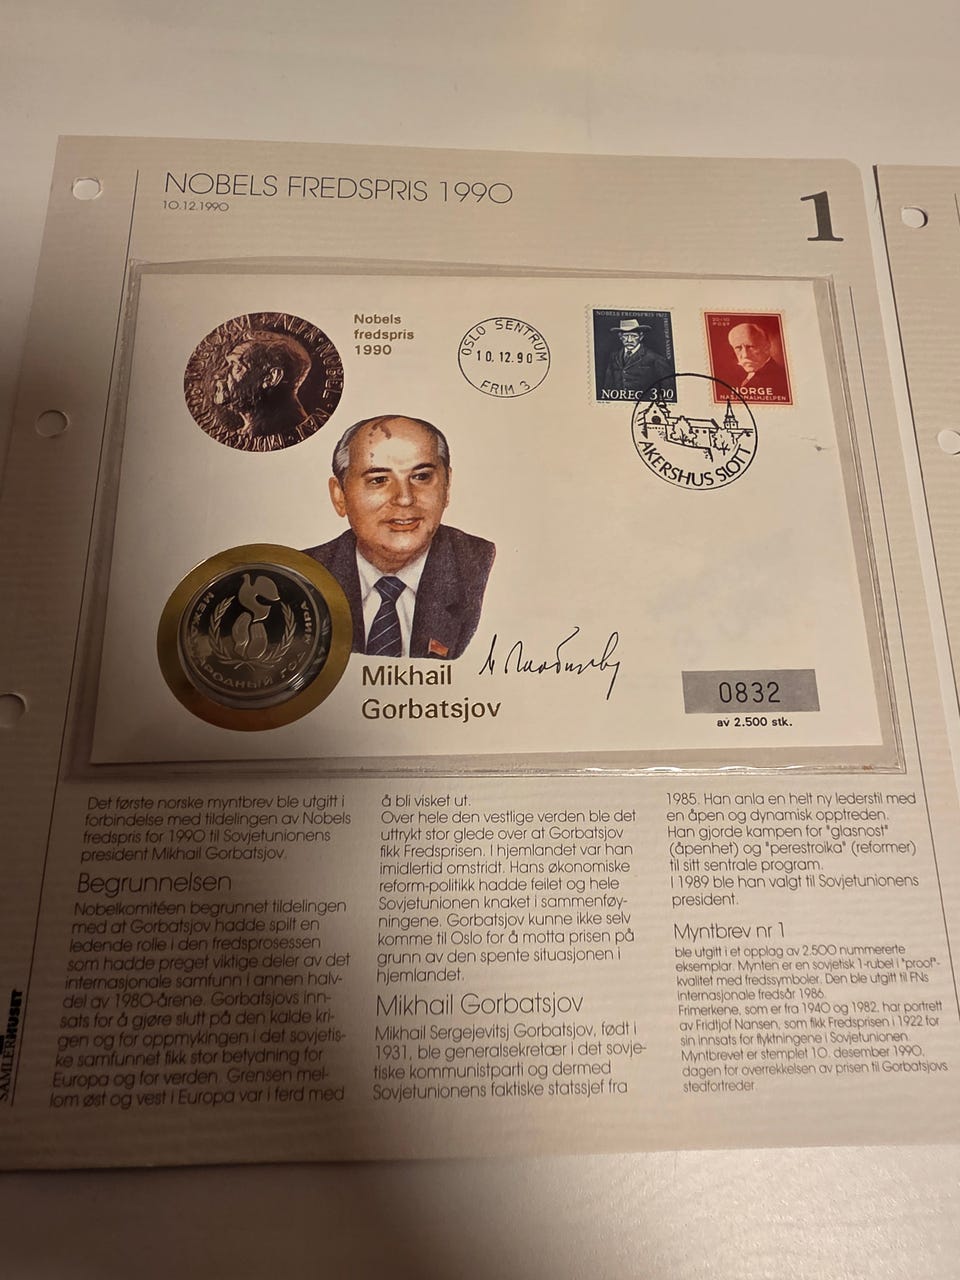 NOBELS FREDSPRIS 1990
10.12.1990
1
Nobels
fredspris
1990
OSLO SENTRUM
10.12.90
FRIM 3
NOBELS FREDSPRIS 1922
FRIDTJOF NANSEN
NOREG 3,00
20+10
POST
NORGE
NASJONALHJELPEN
AKERSHUS SLOTT
МЕЖДУНАРОДНЫЙ ГОД МИРА
Mikhail
Gorbatsjov
0832
av 2.500 stk.
Det første norske myntbrev ble utgitt i
forbindelse med tildelingen av Nobels
fredspris for 1990 til Sovjetunionens
president Mikhail Gorbatsjov.
Begrunnelsen
Nobelkomitéen begrunnet tildelingen
med at Gorbatsjov hadde spilt en
ledende rolle i den fredsprosessen
som hadde preget viktige deler av det
internasjonale samfunn i annen halv-
del av 1980-årene. Gorbatsjovs inn-
sats for å gjøre slutt på den kalde kri-
gen og for oppmykingen i det sovjetis-
ke samfunnet fikk stor betydning for
Europa og for verden. Grensen mel-
lom øst og vest i Europa var i ferd med
å bli visket ut.
Over hele den vestlige verden ble det
uttrykt stor glede over at Gorbatsjov
fikk Fredsprisen. I hjemlandet var han
imidlertid omstridt. Hans økonomiske
reform-politikk hadde feilet og hele
Sovjetunionen knaket i sammenføy-
ningene. Gorbatsjov kunne ikke selv
komme til Oslo for å motta prisen på
grunn av den spente situasjonen i
hjemlandet.
Mikhail Gorbatsjov
Mikhail Sergejevitsj Gorbatsjov, født i
1931, ble generalsekretær i det sovje-
tiske kommunistparti og dermed
Sovjetunionens faktiske statssjef fra
1985. Han anla en helt ny lederstil med
en åpen og dynamisk opptreden.
Han gjorde kampen for "glasnost"
(åpenhet) og "perestroika" (reformer)
til sitt sentrale program.
I 1989 ble han valgt til Sovjetunionens
president.
Myntbrev nr 1
ble utgitt i et opplag av 2.500 nummererte
eksemplar. Mynten er en sovjetisk 1-rubel i "proof"-
kvalitet med fredssymboler. Den ble utgitt til FNs
internasjonale fredsår 1986.
Frimerkene, som er fra 1940 og 1982, har portrett
av Fridtjof Nansen, som fikk Fredsprisen i 1922 for
sin innsats for flyktningene i Sovjetunionen.
Myntbrevet er stemplet 10. desember 1990,
dagen for overrekkelsen av prisen til Gorbatsjovs
stedfortreder.
SAMLERHUSET